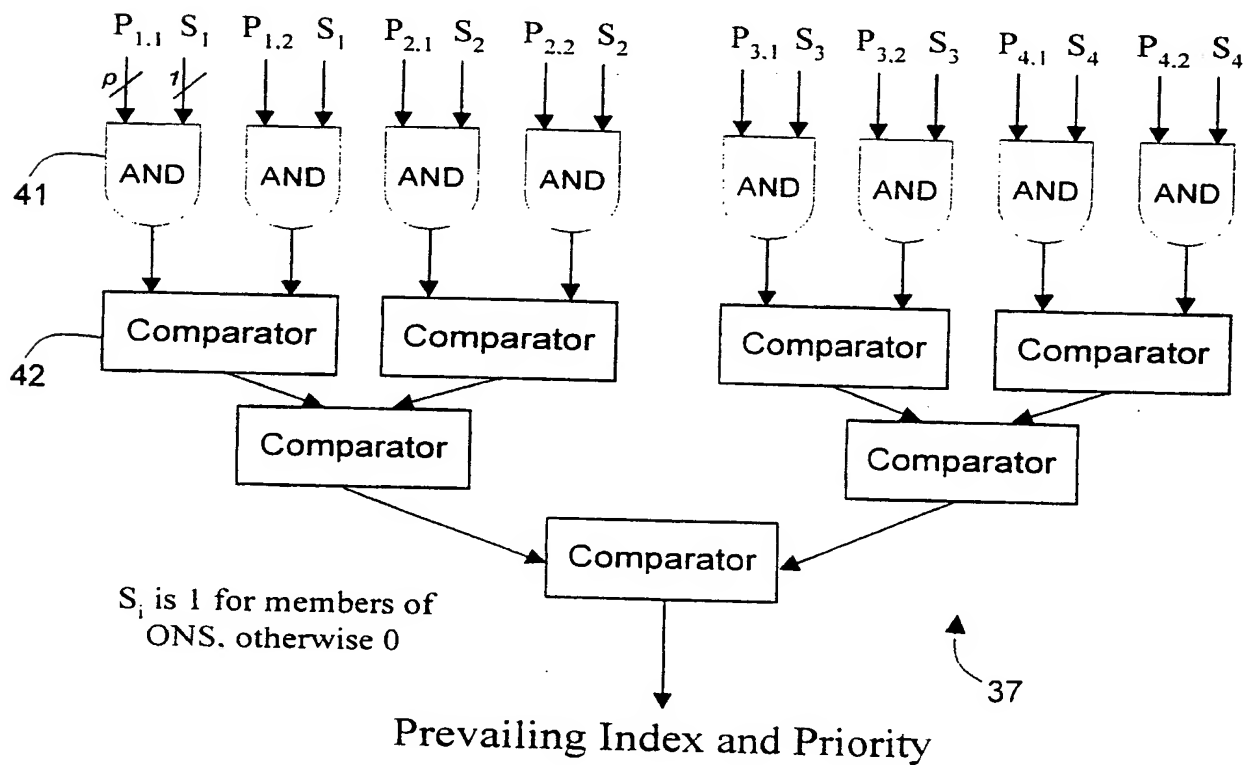 P1.1 S1 P1.2 S1 P2.1 S2 P2.2 S2 P3.1 S3 P3.2 S3 P4.1 S4 P4.2 S4
ρ 1
AND AND AND AND AND AND AND AND
41
Comparator Comparator Comparator Comparator
42
Comparator Comparator
Comparator
Si is 1 for members of
ONS. otherwise 0
37
Prevailing Index and Priority